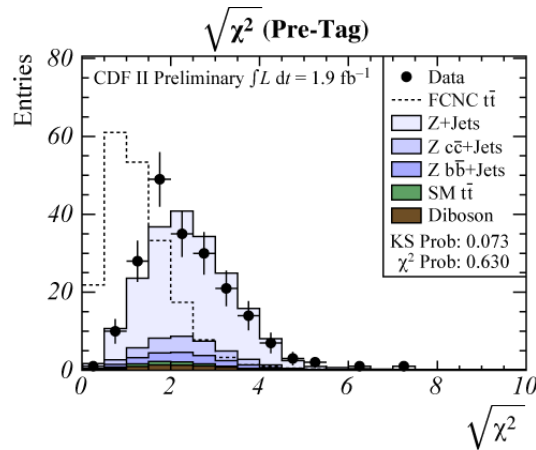 √χ² (Pre-Tag)
Entries
80
60
40
20
0
CDF II Preliminary ∫L dt = 1.9 fb⁻¹
Data
FCNC tt̄
Z+Jets
Z cc̄+Jets
Z bb̄+Jets
SM tt̄
Diboson
KS Prob: 0.073
χ² Prob: 0.630
0 2 4 6 8 10
√χ²